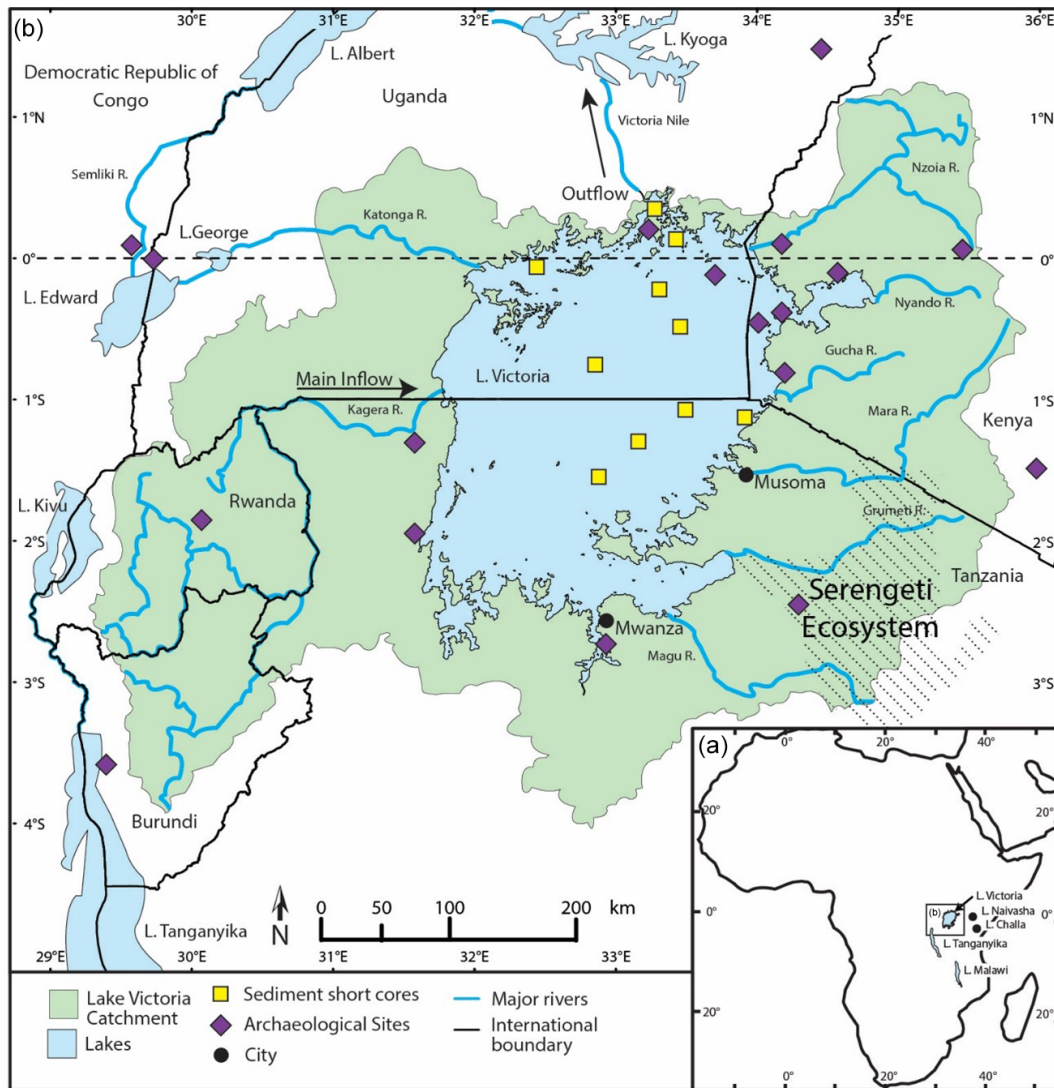 (b)
30°E
31°E
32°E
33°E
34°E
35°E
36°E
L. Albert
L. Kyoga
Democratic Republic of
Congo
Uganda
1°N
1°N
Victoria Nile
Semliki R.
Nzoia R.
Outflow
Katonga R.
L.George
0°
0°
L. Edward
Nyando R.
Gucha R.
Main Inflow
L. Victoria
1°S
1°S
Kagera R.
Mara R.
Kenya
Musoma
L. Kivu
Rwanda
Grumeti R.
2°S
2°S
Tanzania
Serengeti
Ecosystem
Mwanza
Magu R.
3°S
3°S
4°S
Burundi
L. Tanganyika
N
0
50
100
200
km
29°E
30°E
31°E
32°E
33°E
(a)
20°
0°
20°
40°
20°
20°
L. Victoria
(b)
0°
L. Naivasha
0°
L. Challa
L. Tanganyika
L. Malawi
20°
20°
20°
0°
20°
40°
Lake Victoria
Catchment
Lakes
Sediment short cores
Archaeological Sites
City
Major rivers
International
boundary